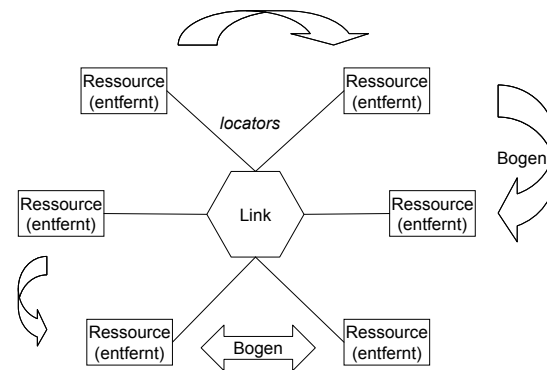 Ressource
(entfernt)
Ressource
(entfernt)
locators
Bogen
Ressource
(entfernt)
Link
Ressource
(entfernt)
Ressource
(entfernt)
Bogen
Ressource
(entfernt)